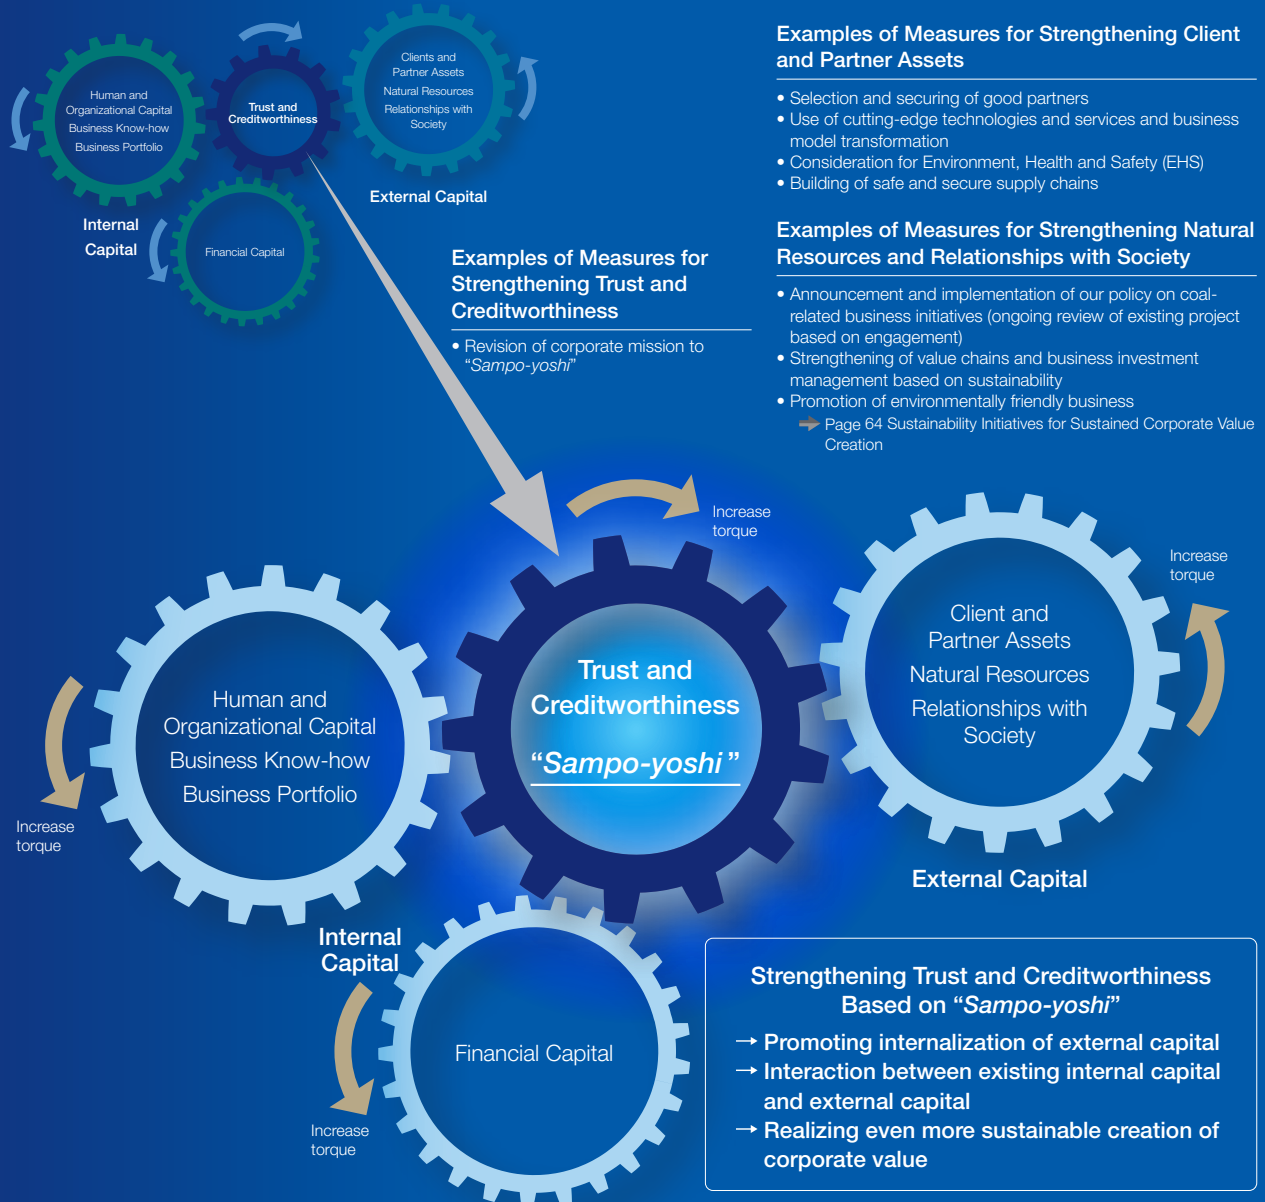 Human and
Organizational Capital
Business Know-how
Business Portfolio
Trust and
Creditworthiness
Clients and
Partner Assets
Natural Resources
Relationships with
Society
External Capital
Internal
Capital
Financial Capital
Examples of Measures for
Strengthening Trust and
Creditworthiness
• Revision of corporate mission to
“Sampo-yoshi”
Examples of Measures for Strengthening Client
and Partner Assets
• Selection and securing of good partners
• Use of cutting-edge technologies and services and business
model transformation
• Consideration for Environment, Health and Safety (EHS)
• Building of safe and secure supply chains
Examples of Measures for Strengthening Natural
Resources and Relationships with Society
• Announcement and implementation of our policy on coal-
related business initiatives (ongoing review of existing project
based on engagement)
• Strengthening of value chains and business investment
management based on sustainability
• Promotion of environmentally friendly business
Page 64 Sustainability Initiatives for Sustained Corporate Value
Creation
Increase
torque
Increase
torque
Human and
Organizational Capital
Business Know-how
Business Portfolio
Trust and
Creditworthiness
“Sampo-yoshi”
Client and
Partner Assets
Natural Resources
Relationships with
Society
Increase
torque
External Capital
Internal
Capital
Financial Capital
Increase
torque
Strengthening Trust and Creditworthiness
Based on “Sampo-yoshi”
→ Promoting internalization of external capital
→ Interaction between existing internal capital
and external capital
→ Realizing even more sustainable creation of
corporate value